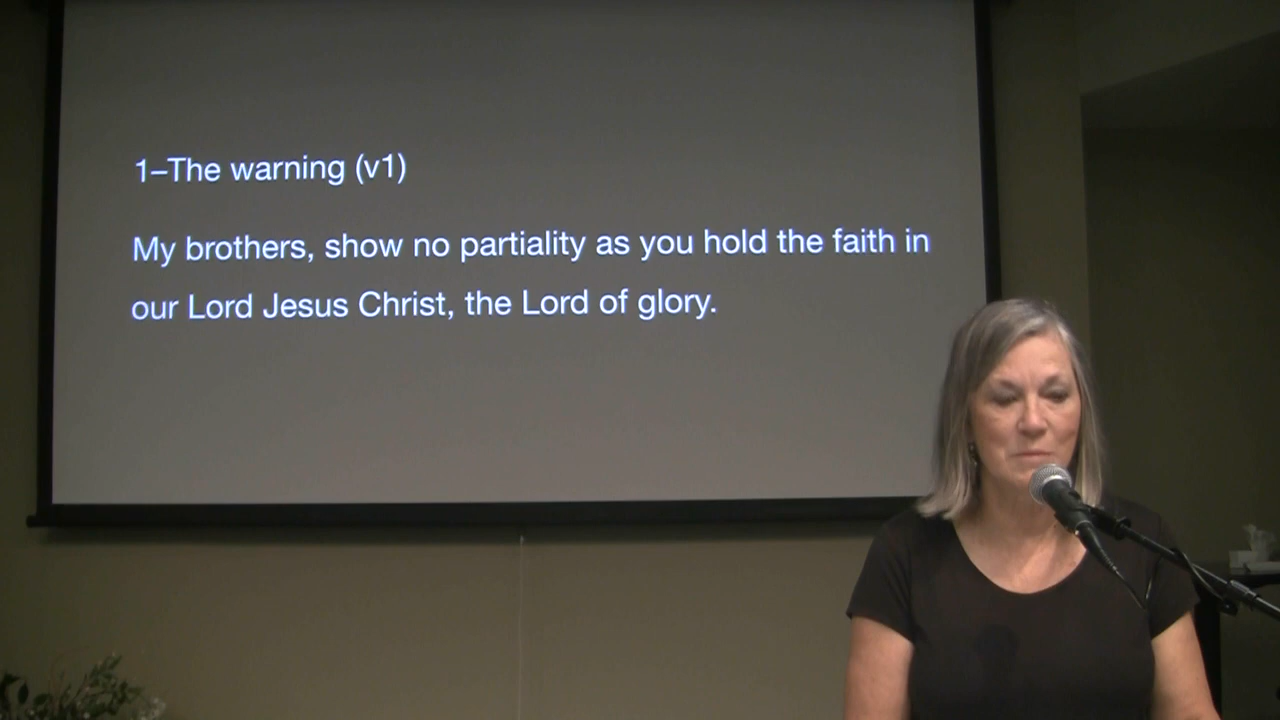 1–The warning (v1)
My brothers, show no partiality as you hold the faith in
our Lord Jesus Christ, the Lord of glory.